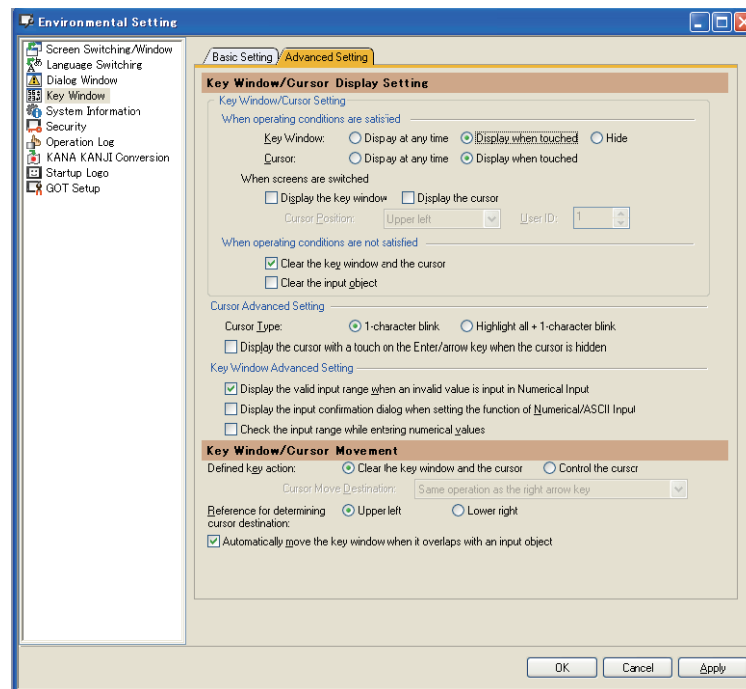 Environmental Setting
Screen Switching/Window
Language Switching
Dialog Window
Key Window
System Information
Security
Operation Log
KANA KANJI Conversion
Startup Logo
GOT Setup
Basic Setting
Advanced Setting
Key Window/Cursor Display Setting
Key Window/Cursor Setting
When operating conditions are satisfied
Key Window: Dispay at any time Display when touched Hide
Cursor: Dispay at any time Display when touched
When screens are switched
Display the key window Display the cursor
Cursor Position: Upper left User ID: 1
When operating conditions are not satisfied
Clear the key window and the cursor
Clear the input object
Cursor Advanced Setting
Cursor Type: 1-character blink Highlight all + 1-character blink
Display the cursor with a touch on the Enter/arrow key when the cursor is hidden
Key Window Advanced Setting
Display the valid input range when an invalid value is input in Numerical Input
Display the input confirmation dialog when setting the function of Numerical/ASCII Input
Check the input range while entering numerical values
Key Window/Cursor Movement
Defined key action: Clear the key window and the cursor Control the cursor
Cursor Move Destination: Same operation as the right arrow key
Reference for determining Upper left Lower right
cursor destination:
Automatically move the key window when it overlaps with an input object
OK Cancel Apply